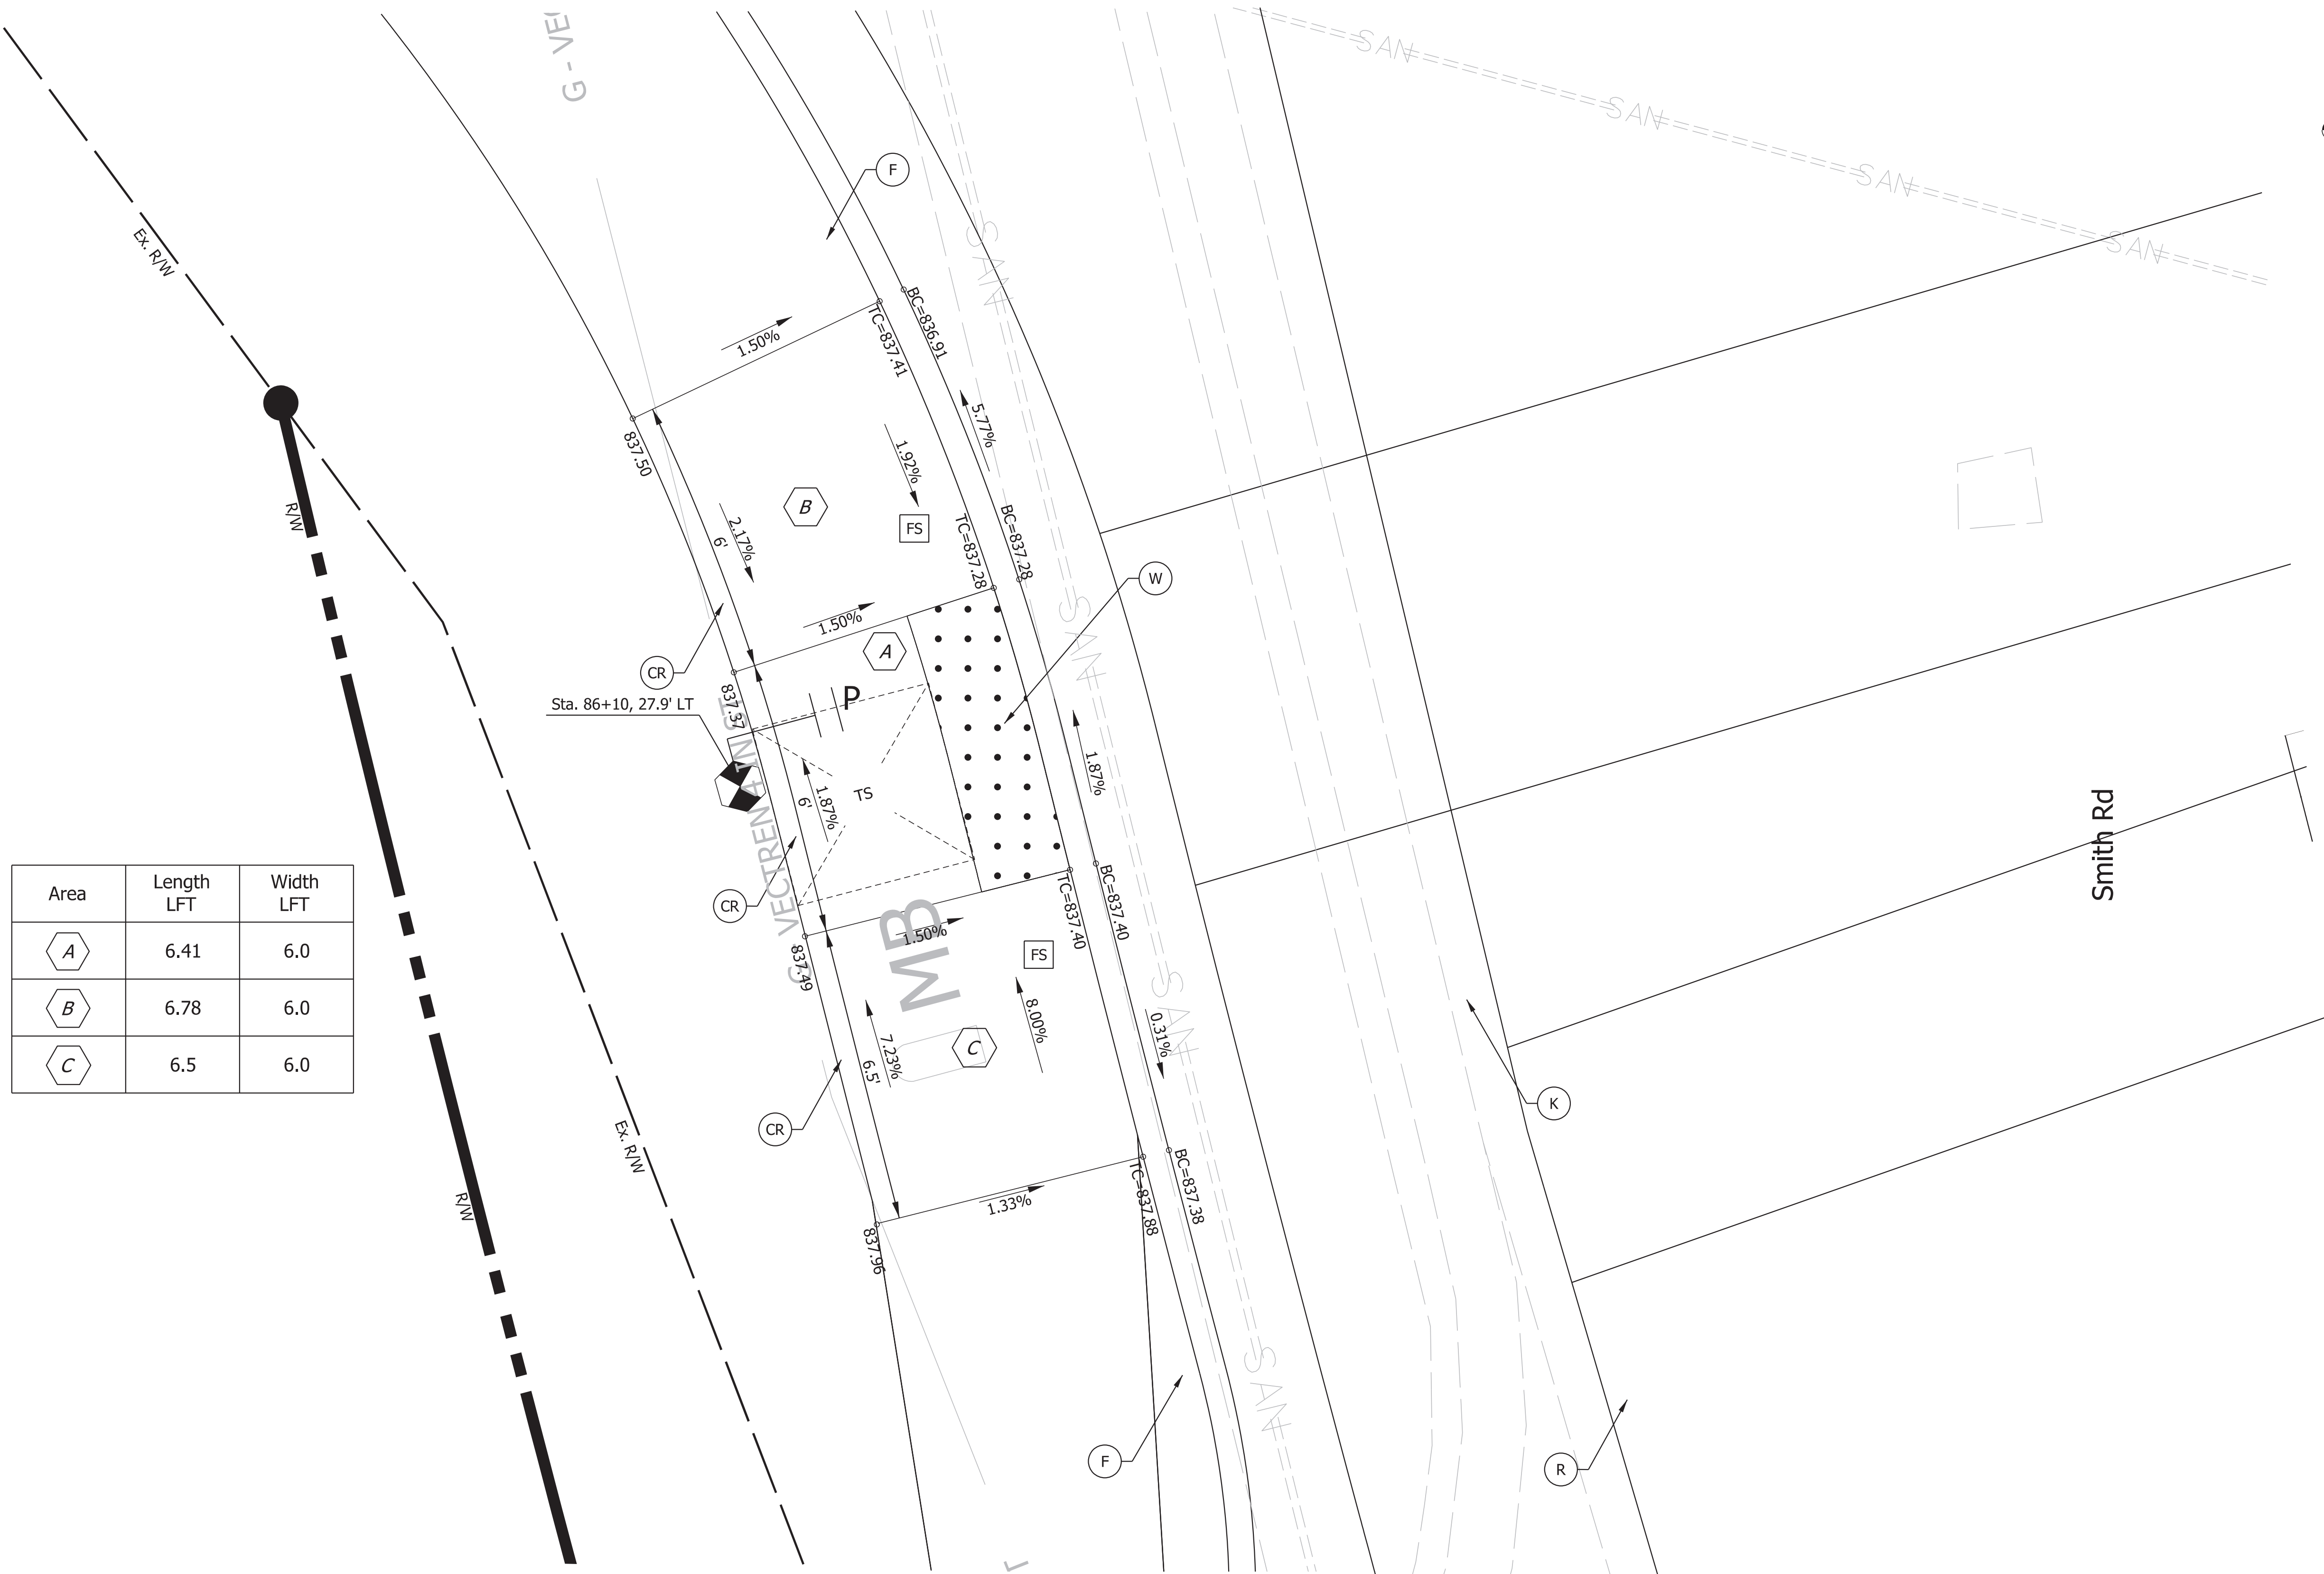 G - VEC
SAN
SAN
SAN
SAN
Ex. R/W
F
SAN
BC=836.91
TC=837.41
1.50%
837.50
5.77%
1.92%
R/W
B
FS
2.17%
6'
BC=837.28
TC=837.28
W
SAN
1.50%
A
CR
837.37
Sta. 86+10, 27.9' LT
P
G - VECTREN 4 IN ST
TS
1.87%
6'
1.87%
Smith Rd
CR
BC=837.40
TC=837.40
MB
1.50%
837.49
FS
SAN
8.00%
0.31%
7.23%
6.5'
C
CR
K
Area
Length
LFT
Width
LFT
A
6.41
6.0
B
6.78
6.0
C
6.5
6.0
Ex. R/W
R/W
BC=837.38
TC=837.88
1.33%
837.96
SAN
F
R